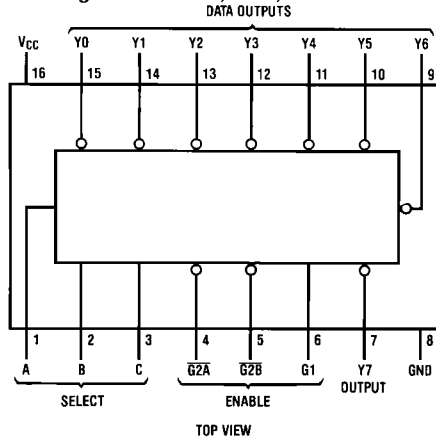 DATA OUTPUTS
VCC Y0 Y1 Y2 Y3 Y4 Y5 Y6
16 15 14 13 12 11 10 9
1 2 3 4 5 6 7 8
A B C G2A G2B G1 Y7 GND
OUTPUT
SELECT ENABLE
TOP VIEW